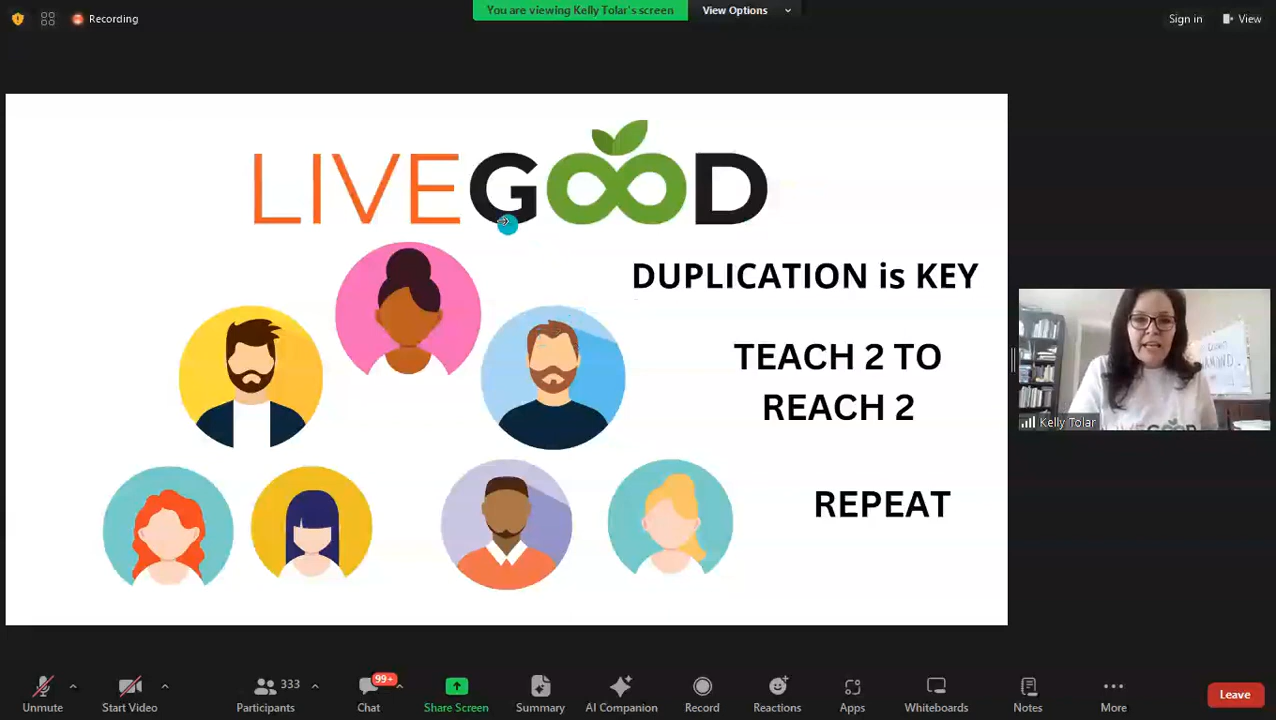 You are viewing Kelly Tolar's screen
View Options
Recording
Sign in
View
LIVEGOOD
DUPLICATION is KEY
TEACH 2 TO
REACH 2
REPEAT
Kelly Tolar
Unmute
Start Video
Participants
333
Chat
99+
Share Screen
Summary
AI Companion
Record
Reactions
Apps
Whiteboards
Notes
More
Leave